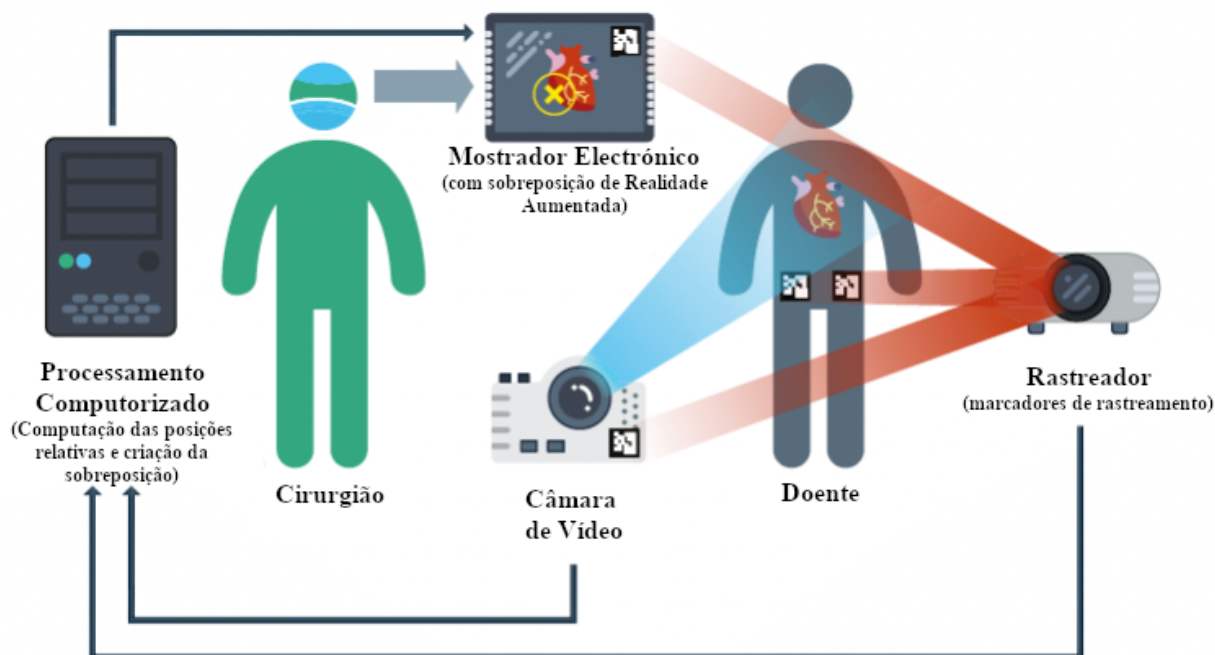 Mostrador Electrónico
(com sobreposição de Realidade
Aumentada)
Processamento
Computorizado
(Computação das posições
relativas e criação da
sobreposição)
Cirurgião
Câmara
de Vídeo
Doente
Rastreador
(marcadores de rastreamento)